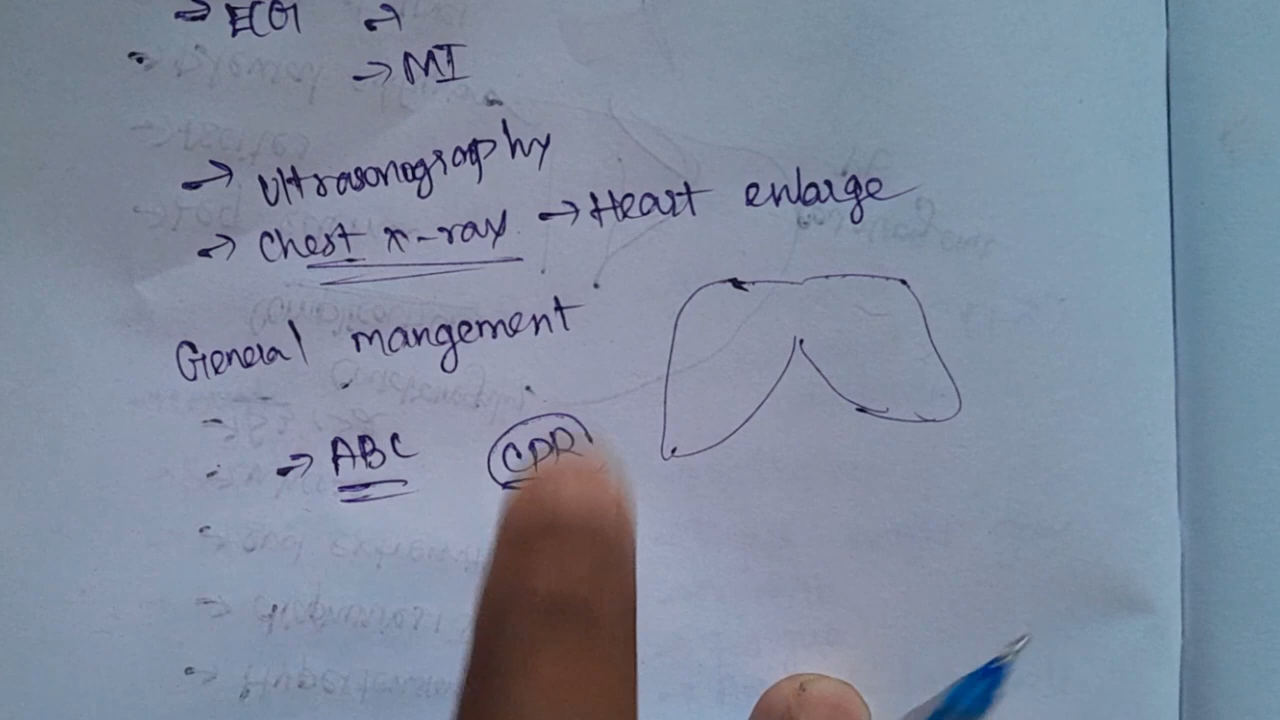 → ECG →
→ MI
→ Ultrasonography
→ Chest x-ray → Heart enlarge
General mangement
→ ABC CPR